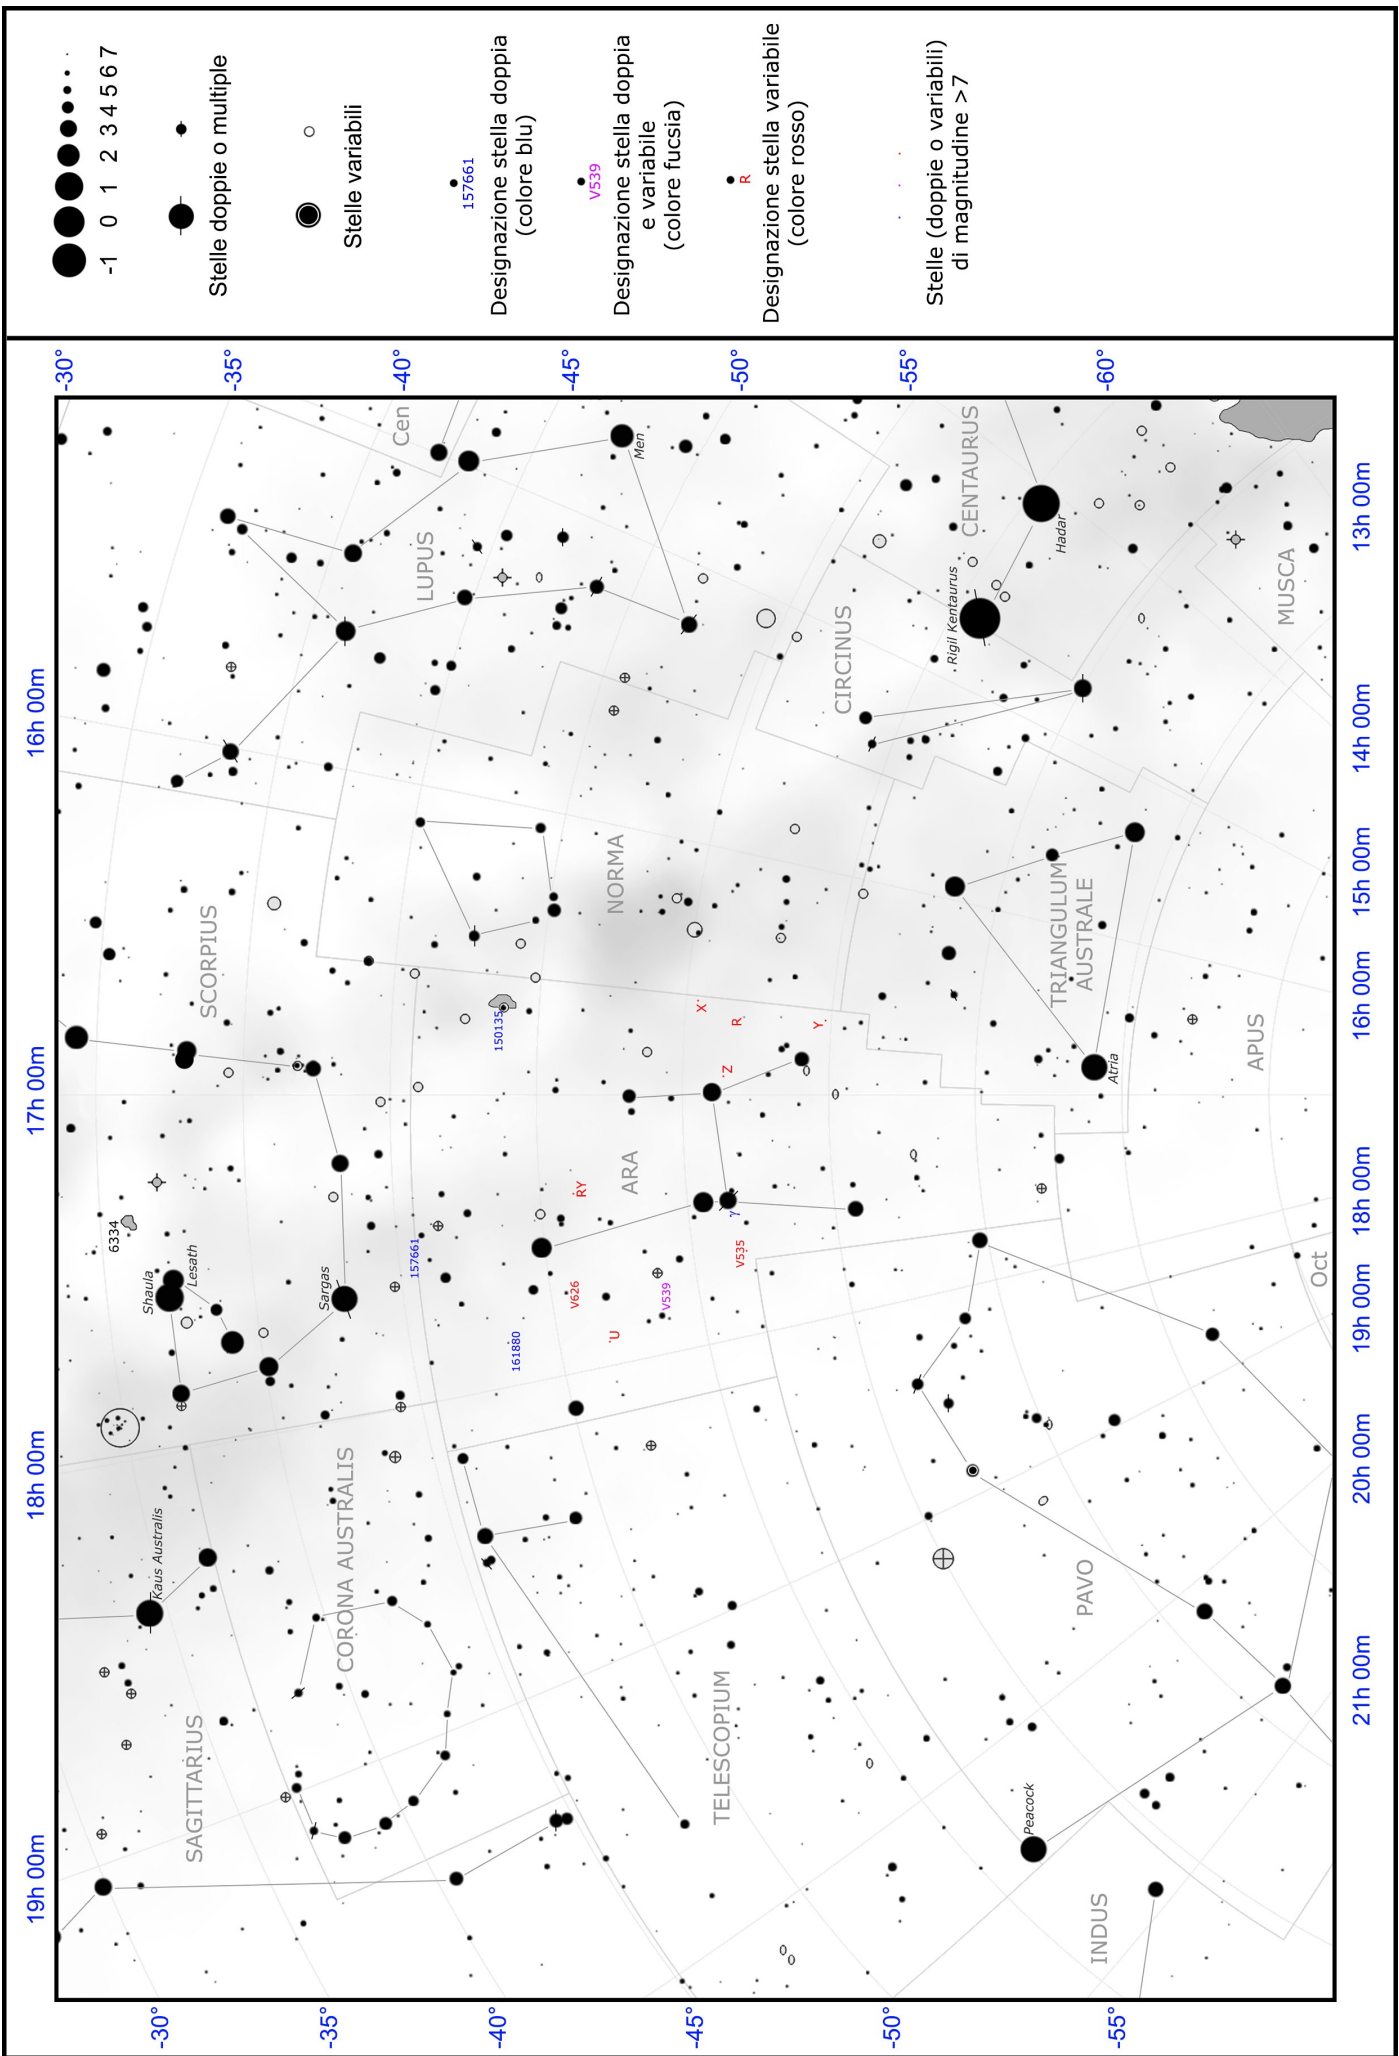 -1 0 1 2 3 4 5 6 7
Stelle doppie o multiple
Stelle variabili
157661
Designazione stella doppia
(colore blu)
V539
Designazione stella doppia
e variabile
(colore fucsia)
R
Designazione stella variabile
(colore rosso)
Stelle (doppie o variabili)
di magnitudine >7
19h 00m
18h 00m
17h 00m
16h 00m
-30°
-35°
-40°
-45°
-50°
-55°
-60°
-30°
-35°
-40°
-45°
-50°
-55°
21h 00m
20h 00m
19h 00m
18h 00m
17h 00m
16h 00m
15h 00m
14h 00m
13h 00m
SAGITTARIUS
Kaus Australis
Shaula
Lesath
6334
SCORPIUS
Sargas
CORONA AUSTRALIS
157661
LUPUS
Cen
Men
150135
161880
V626
RY
U
ARA
NORMA
V539
TELESCOPIUM
V535
γ
Z
X
R
Y
CIRCINUS
Rigil Kentaurus
CENTAURUS
Hadar
TRIANGULUM
AUSTRALE
Atria
Peacock
PAVO
INDUS
APUS
MUSCA
Oct